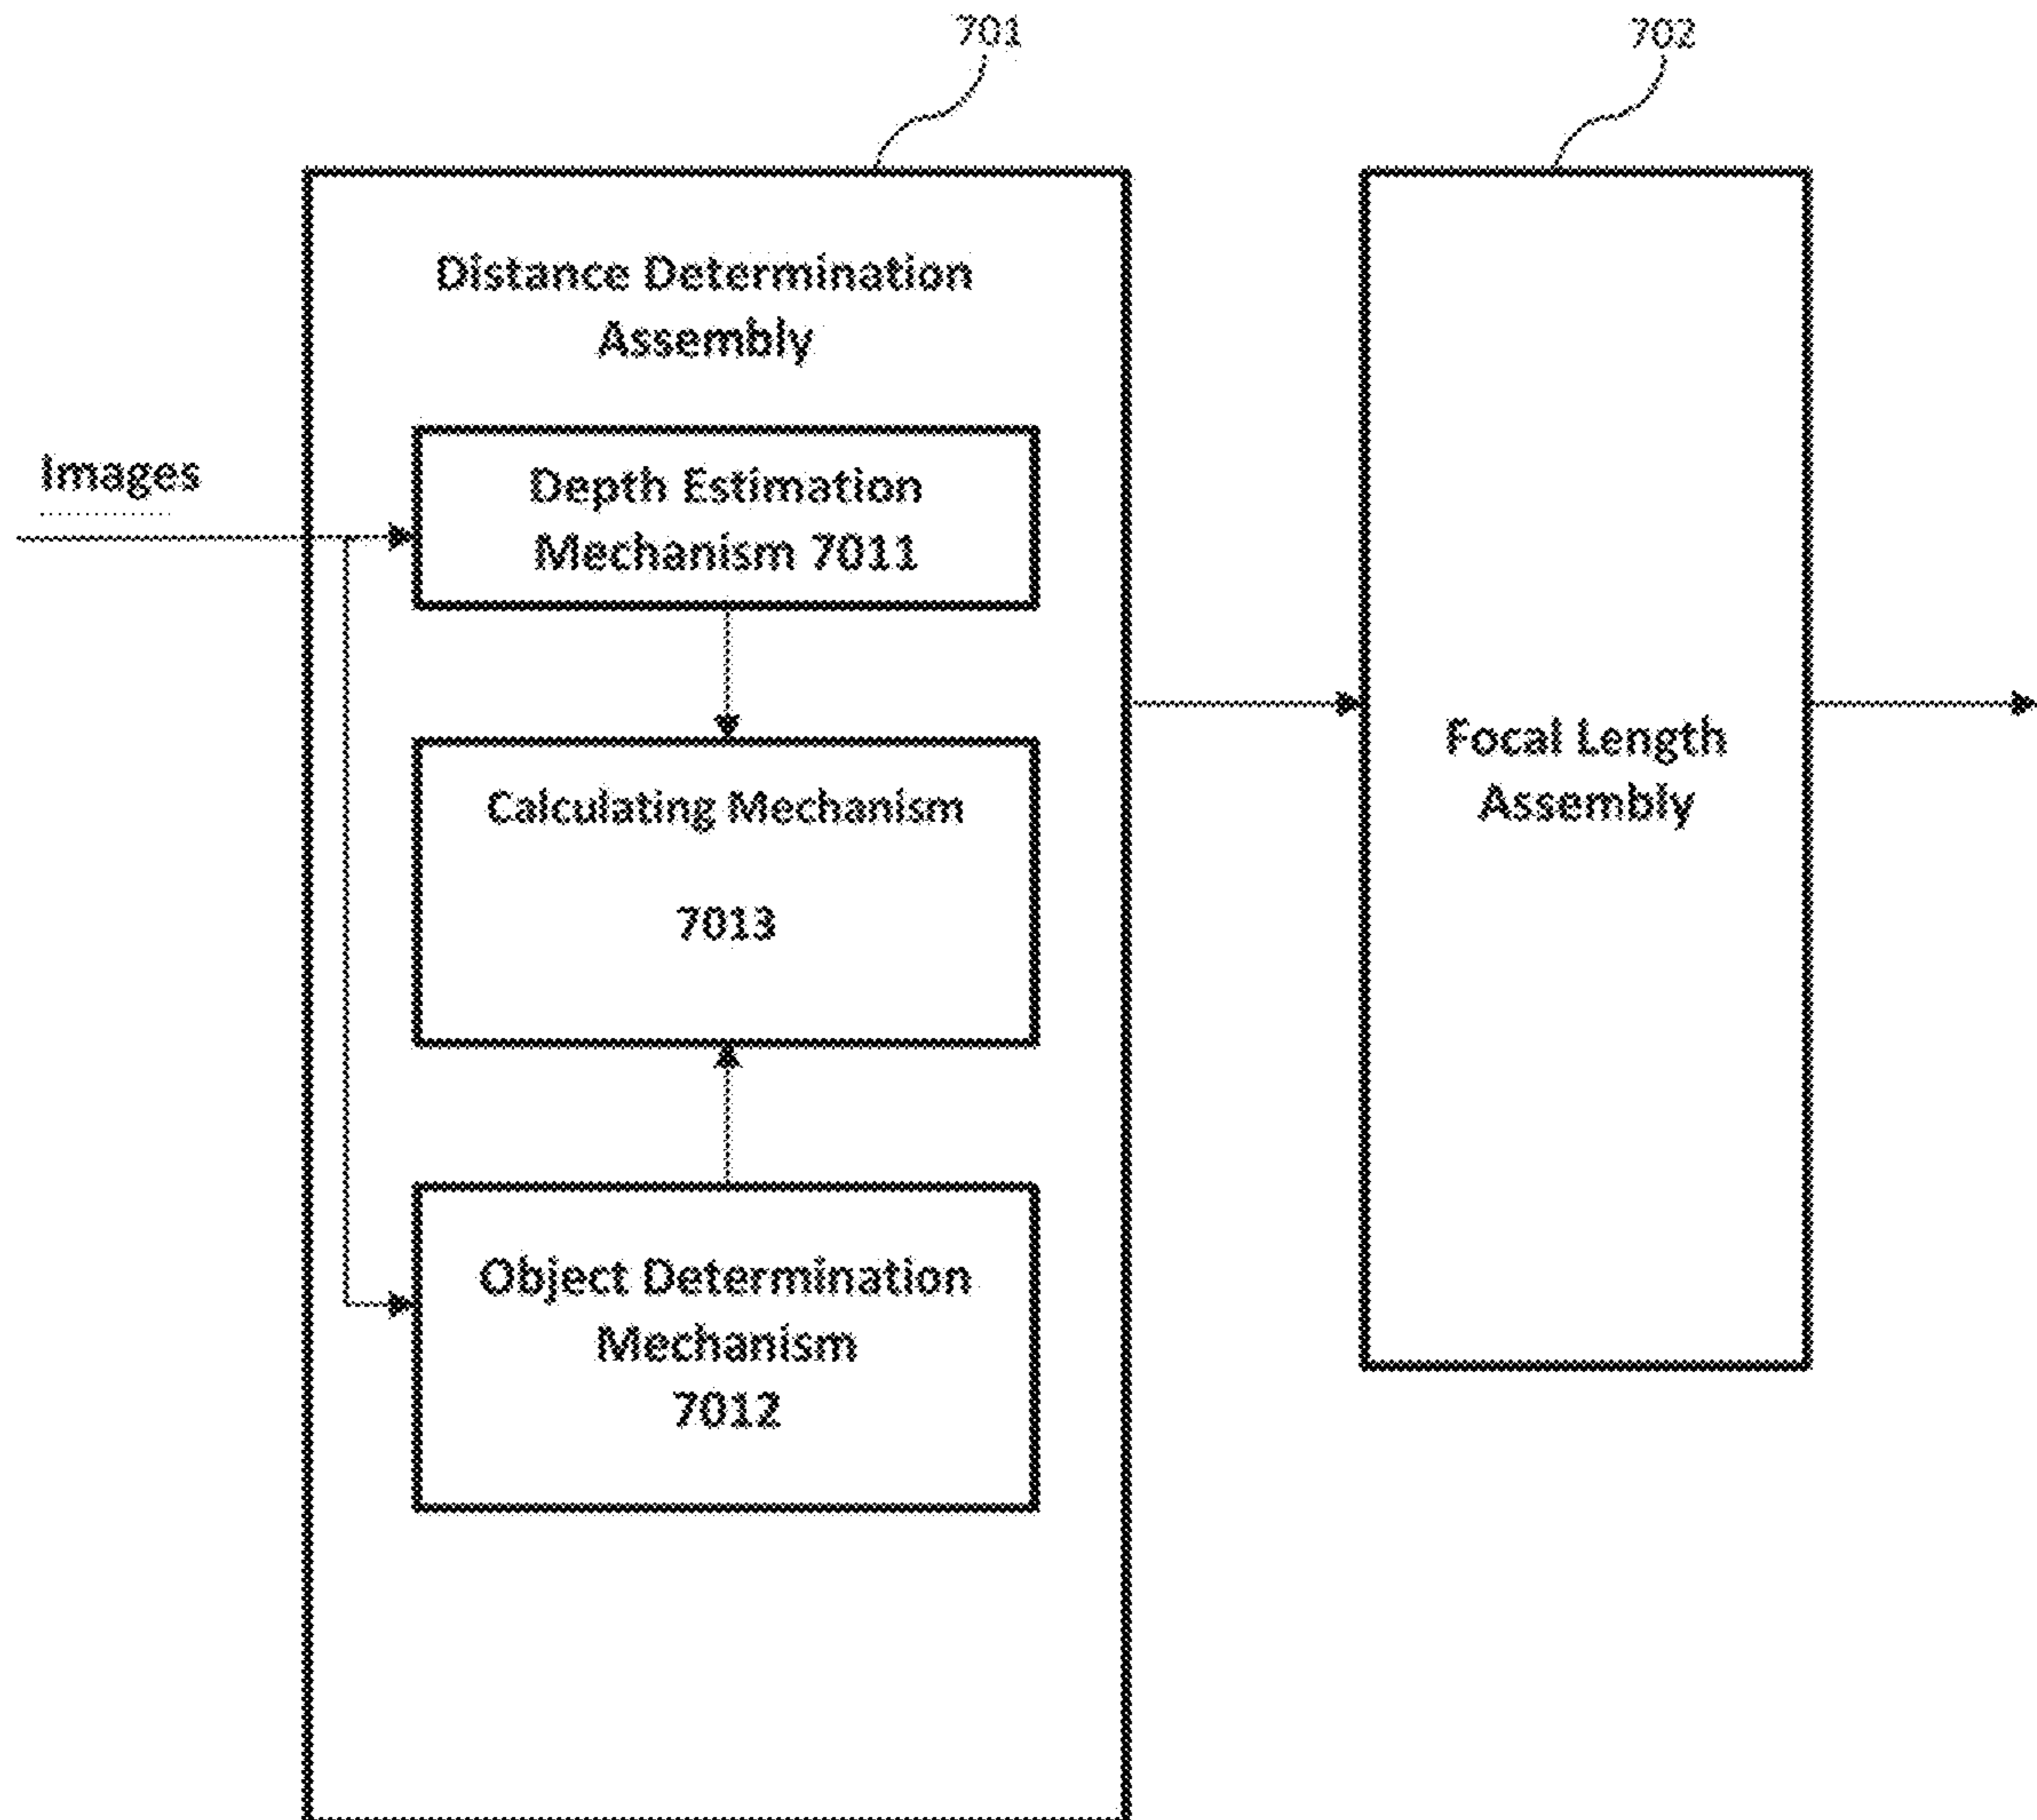 701
702
Distance Determination
Assembly
Images
Depth Estimation
Mechanism 7011
Calculating Mechanism
7013
Focal Length
Assembly
Object Determination
Mechanism
7012